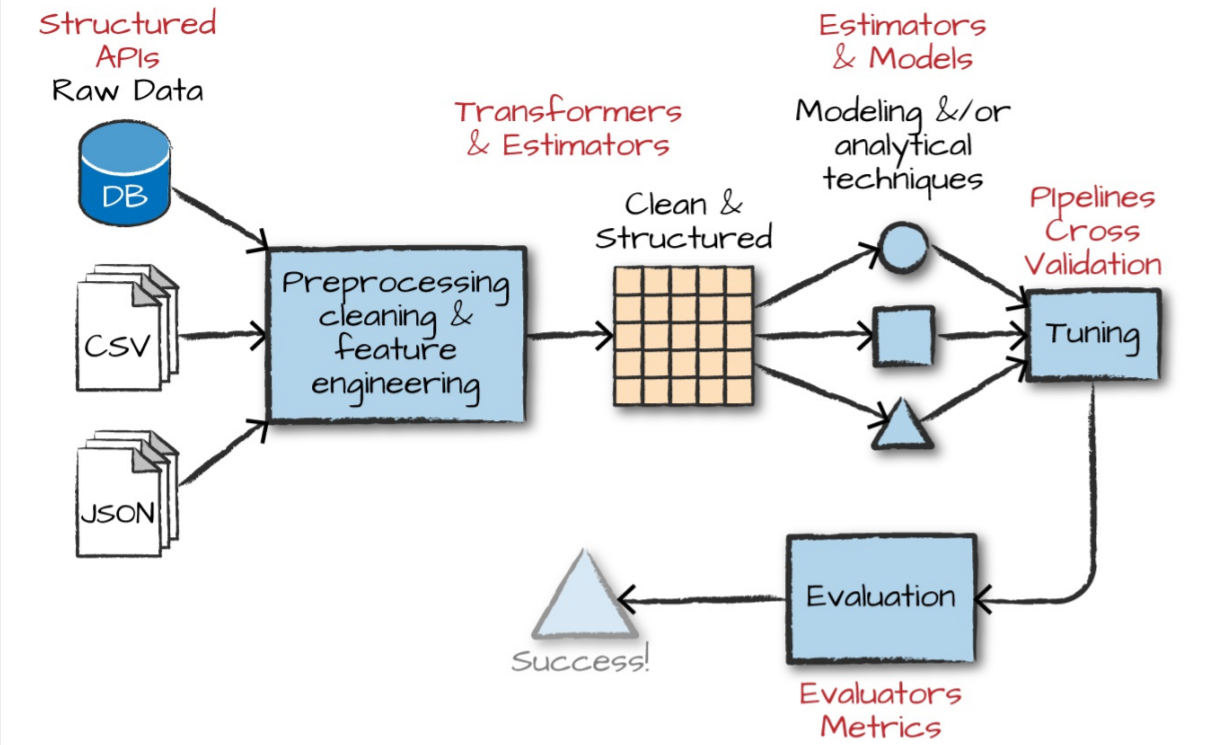 Structured
APIs
Raw Data
DB
CSV
JSON
Transformers
& Estimators
Preprocessing
cleaning &
feature
engineering
Clean &
Structured
Estimators
& Models
Modeling &/or
analytical
techniques
PIpelines
Cross
Validation
Tuning
Evaluation
Evaluators
Metrics
Success!